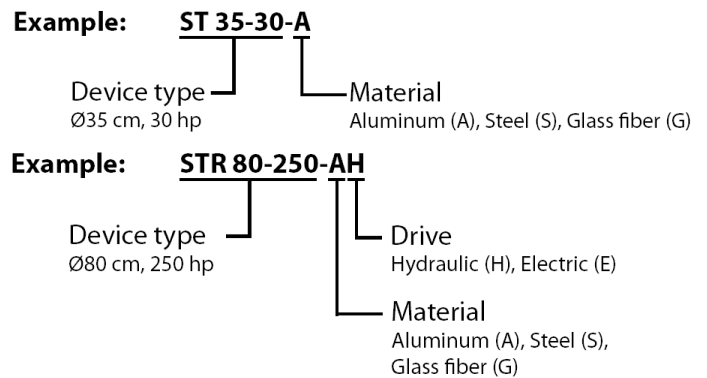 Example: ST 35-30-A
Device type Material
Ø35 cm, 30 hp Aluminum (A), Steel (S), Glass fiber (G)
Example: STR 80-250-AH
Device type Drive
Ø80 cm, 250 hp Hydraulic (H), Electric (E)
Material
Aluminum (A), Steel (S),
Glass fiber (G)